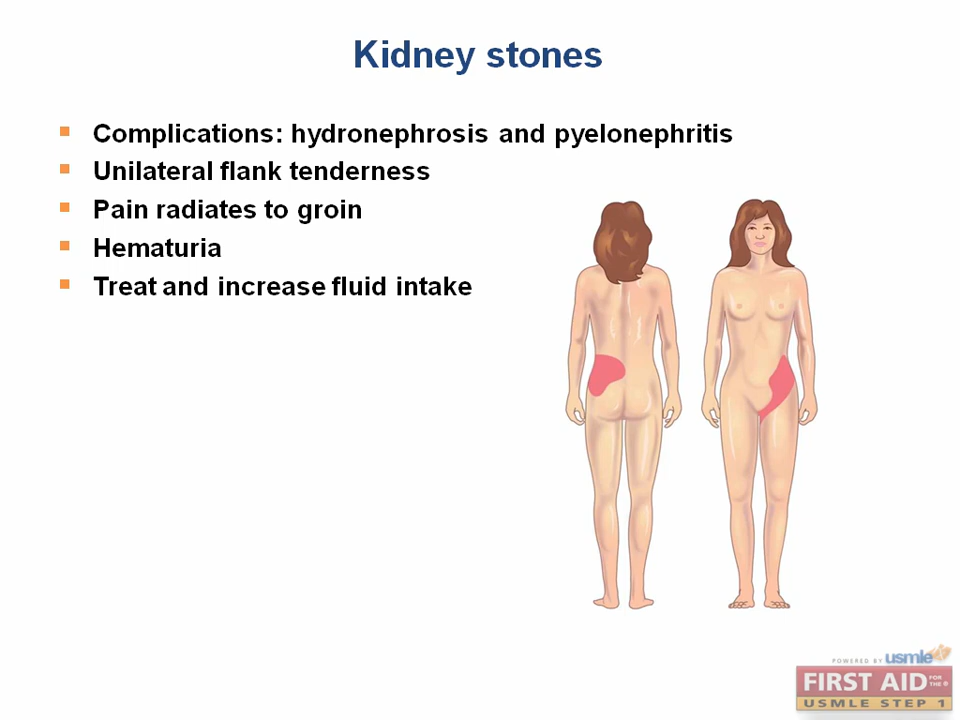 Kidney stones
Complications: hydronephrosis and pyelonephritis
Unilateral flank tenderness
Pain radiates to groin
Hematuria
Treat and increase fluid intake
POWERED BY usmle
FIRST AID FOR THE ®
USMLE STEP 1